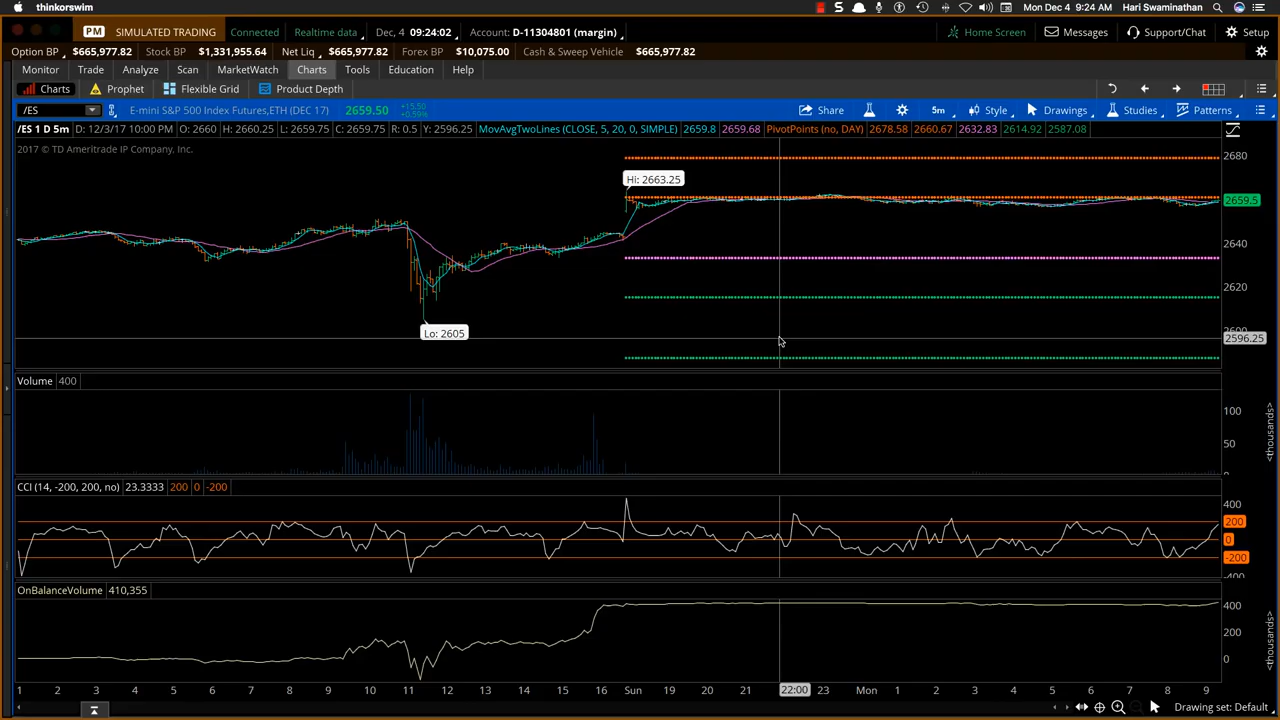 thinkorswim Mon Dec 4 9:24 AM Hari Swaminathan
PM SIMULATED TRADING Connected Realtime data Dec, 4 09:24:02 Account: D-11304801 (margin) Home Screen Messages Support/Chat Setup
Option BP $665,977.82 Stock BP $1,331,955.64 Net Liq $665,977.82 Forex BP $10,075.00 Cash & Sweep Vehicle $665,977.82
Monitor Trade Analyze Scan MarketWatch Charts Tools Education Help
Charts Prophet Flexible Grid Product Depth
/ES E-mini S&P 500 Index Futures,ETH (DEC 17) 2659.50 +15.50 +0.59% Share 5m Style Drawings Studies Patterns
/ES 1 D 5m D: 12/3/17 10:00 PM O: 2660 H: 2660.25 L: 2659.75 C: 2659.75 R: 0.5 Y: 2596.25 MovAvgTwoLines (CLOSE, 5, 20, 0, SIMPLE) 2659.8 2659.68 PivotPoints (no, DAY) 2678.58 2660.67 2632.83 2614.92 2587.08
2017 © TD Ameritrade IP Company, Inc.
2680
Hi: 2663.25
2659.5
2640
2620
Lo: 2605
2600
2596.25
Volume 400
100
50
0
<thousands>
CCI (14, -200, 200, no) 23.3333 200 0 -200
400
200
0
-200
-400
OnBalanceVolume 410,355
400
200
0
<thousands>
1 2 3 4 5 6 7 8 9 10 11 12 13 14 15 16 Sun 19 20 21 22:00 23 Mon 1 2 3 4 5 6 7 8 9
Drawing set: Default